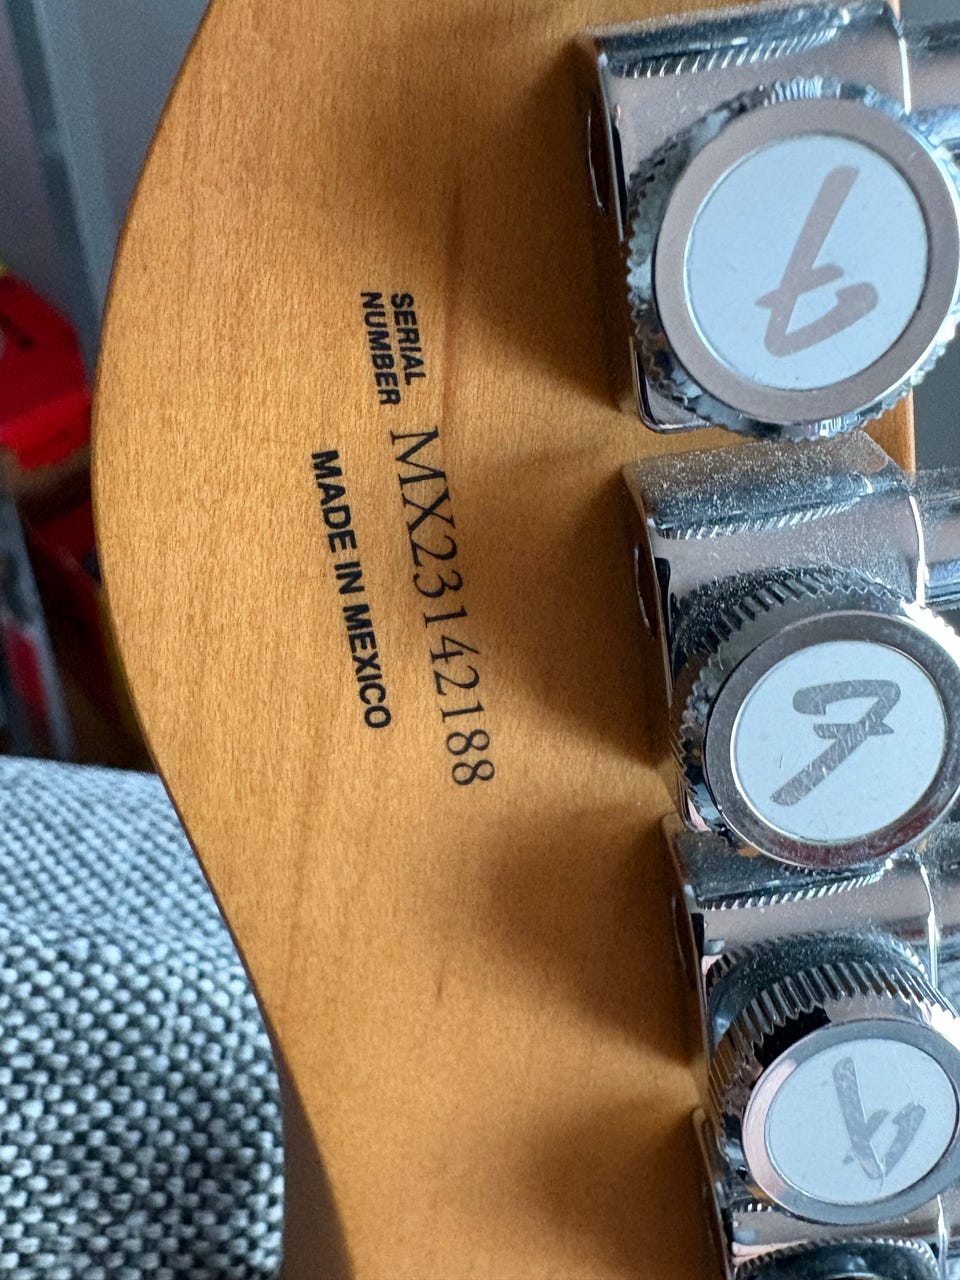 SERIAL
NUMBER
MX23142188
MADE IN MEXICO
F
F
F